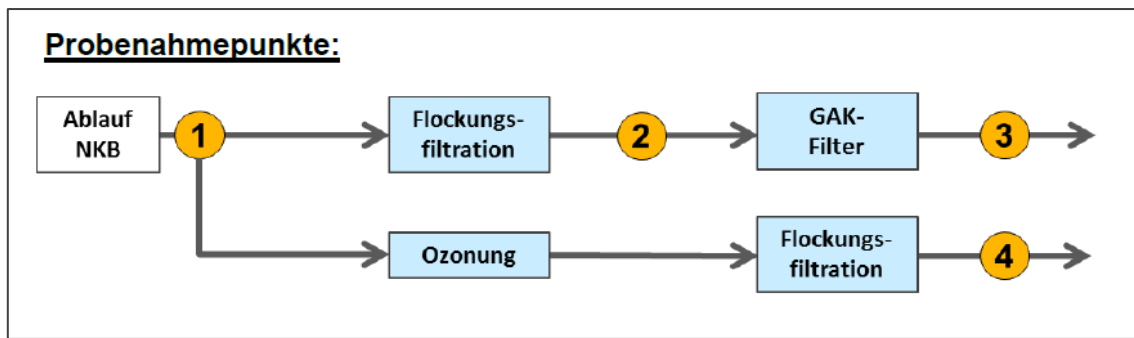 Probenahmepunkte:
Ablauf
NKB
1
Flockungs-
filtration
2
GAK-
Filter
3
Ozonung
Flockungs-
filtration
4